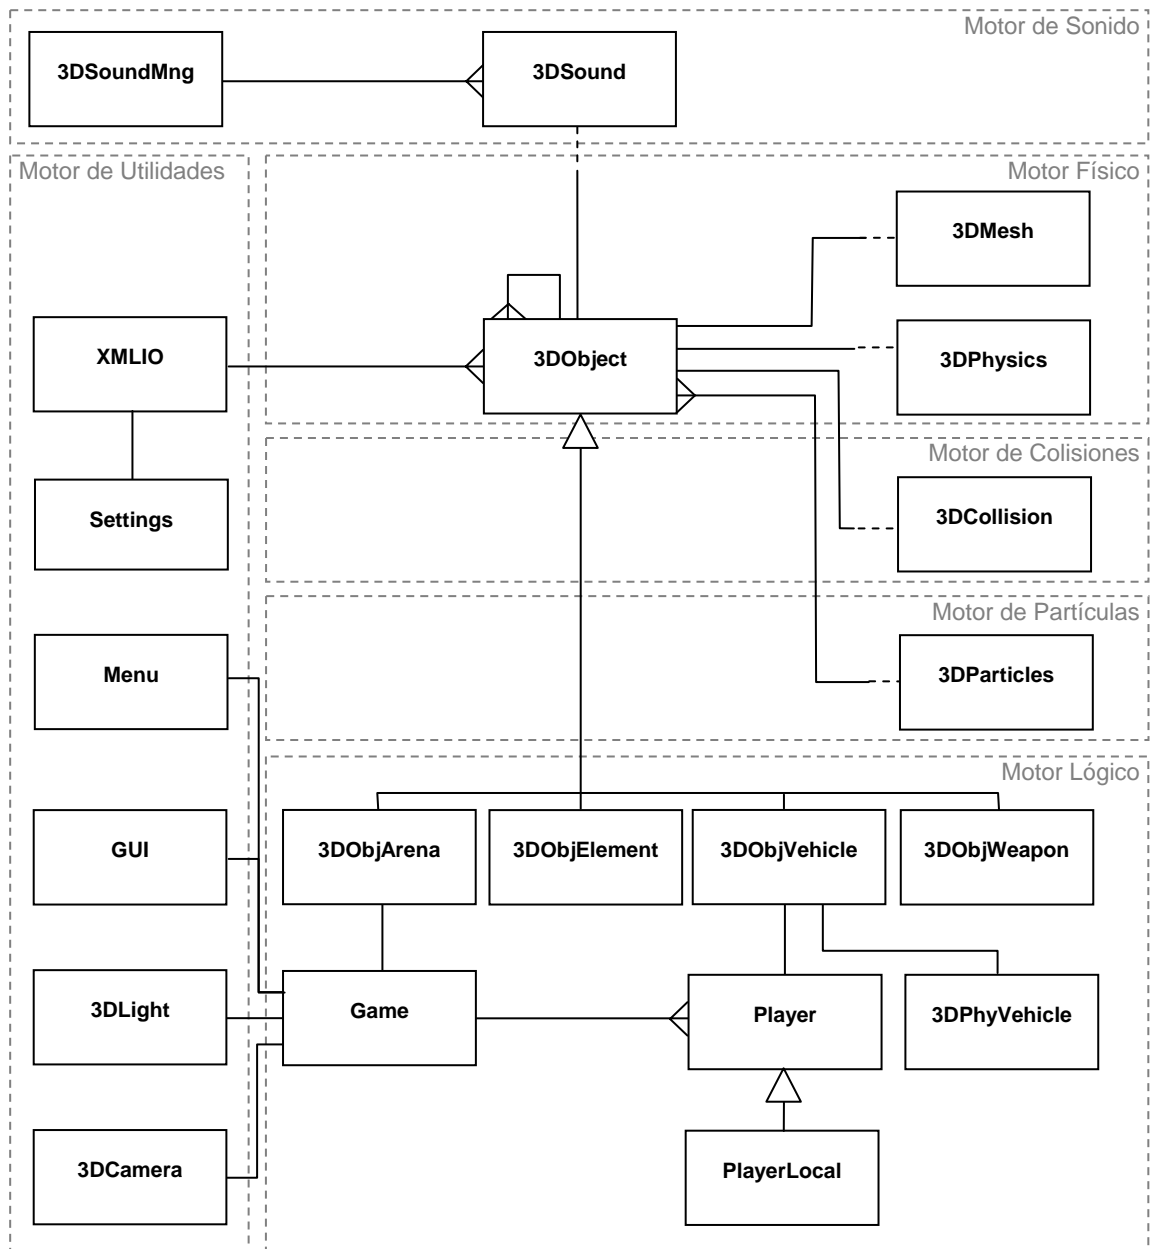 Motor de Sonido
3DSoundMng
3DSound
Motor de Utilidades
Motor Físico
3DMesh
XMLIO
3DObject
3DPhysics
Motor de Colisiones
Settings
3DCollision
Motor de Partículas
Menu
3DParticles
Motor Lógico
GUI
3DObjArena
3DObjElement
3DObjVehicle
3DObjWeapon
3DLight
Game
Player
3DPhyVehicle
3DCamera
PlayerLocal